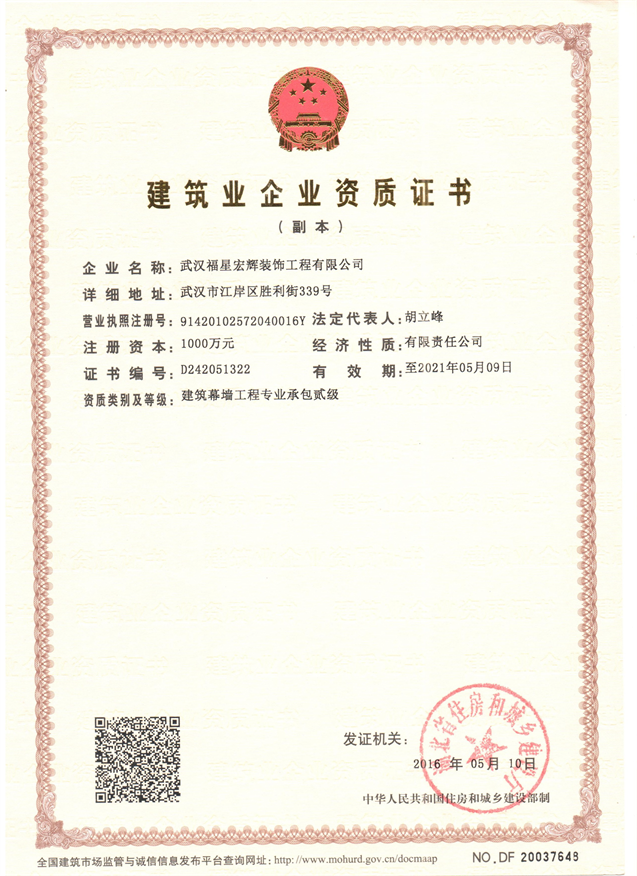 建筑业企业资质证书
（副本）
企业名称：武汉福星宏辉装饰工程有限公司
详细地址：武汉市江岸区胜利街339号
营业执照注册号：91420102572040016Y 法定代表人：胡立峰
注册资本：1000万元 经济性质：有限责任公司
证书编号：D242051322 有效期：至2021年05月09日
资质类别及等级：建筑幕墙工程专业承包贰级
湖北省住房和城乡建设厅
发证机关：
2016 年 05月 10日
中华人民共和国住房和城乡建设部制
全国建筑市场监管与诚信信息发布平台查询网址：http://www.mohurd.gov.cn/docmaap
NO.DF 20037648